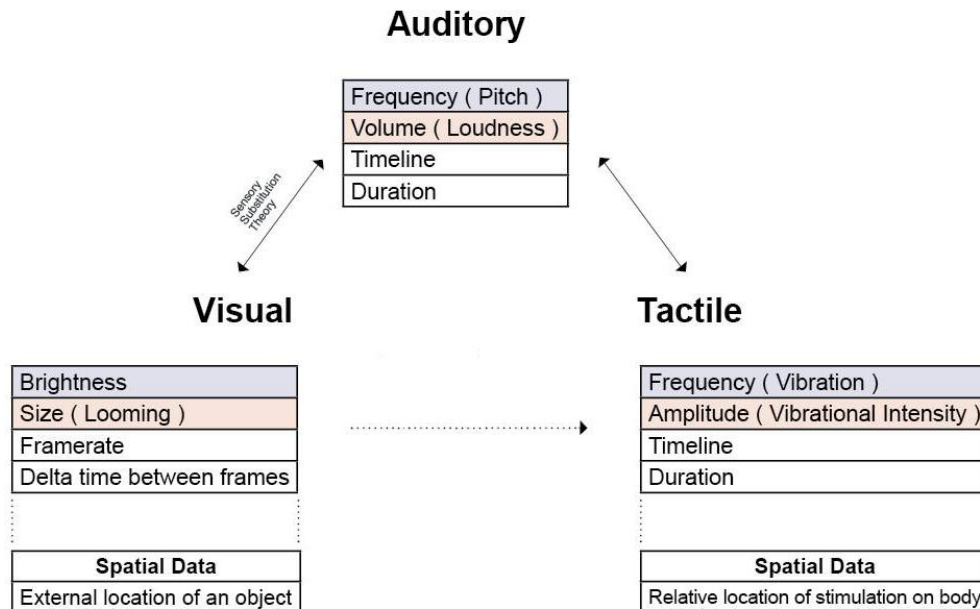 Auditory
Frequency ( Pitch )
Volume ( Loudness )
Timeline
Duration
Sensory
Substitution
Theory
Visual
Brightness
Size ( Looming )
Framerate
Delta time between frames
Spatial Data
External location of an object
Tactile
Frequency ( Vibration )
Amplitude ( Vibrational Intensity )
Timeline
Duration
Spatial Data
Relative location of stimulation on body